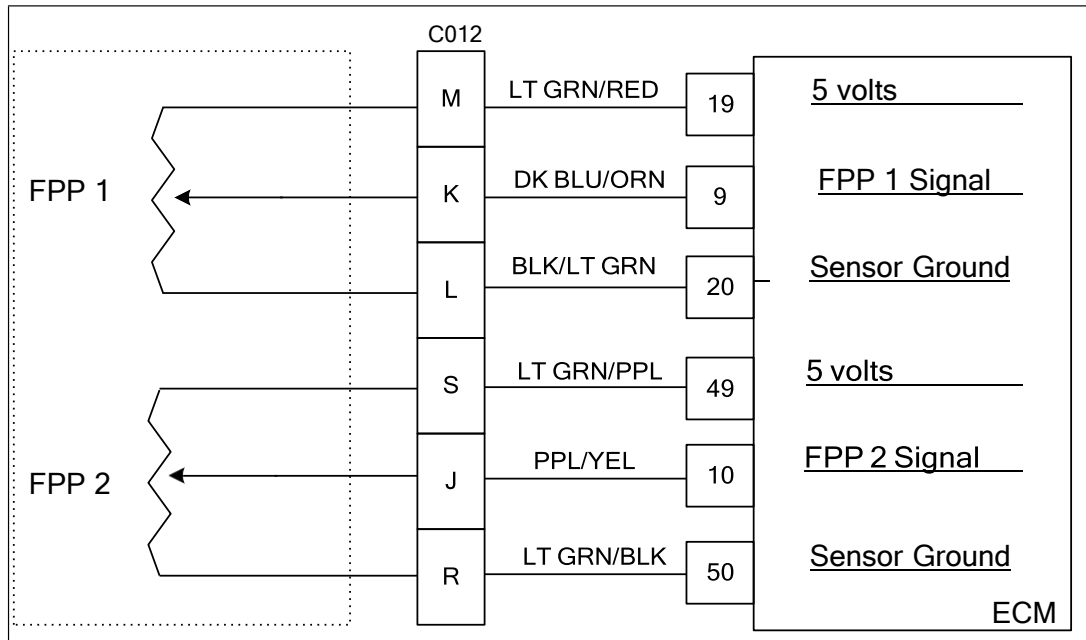 C012
M LT GRN/RED 19 5 volts
FPP 1 K DK BLU/ORN 9 FPP 1 Signal
L BLK/LT GRN 20 Sensor Ground
S LT GRN/PPL 49 5 volts
FPP 2 J PPL/YEL 10 FPP 2 Signal
R LT GRN/BLK 50 Sensor Ground
ECM